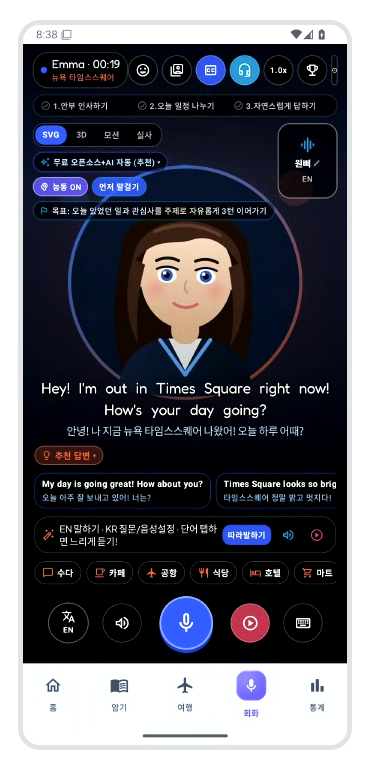 8:38
Emma · 00:19
뉴욕 타임스스퀘어
CC
1.0x
1.안부 인사하기
2.오늘 일정 나누기
3.자연스럽게 답하기
SVG
3D
모션
실사
무료 오픈소스+AI 자동 (추천)
능동 ON
먼저 말걸기
원삐
EN
목표: 오늘 있었던 일과 관심사를 주제로 자유롭게 3턴 이어가기
Hey! I'm out in Times Square right now!
How's your day going?
안녕! 나 지금 뉴욕 타임스스퀘어 나왔어! 오늘 하루 어때?
추천 답변
My day is going great! How about you?
오늘 아주 잘 보내고 있어! 너는?
Times Square looks so brig
타임스스퀘어 정말 밝고 멋지다!
EN 말하기 · KR 질문/음성설정 · 단어 탭하
면 느리게 듣기!
따라말하기
수다
카페
공항
식당
호텔
마트
EN
홈
암기
여행
회화
통계